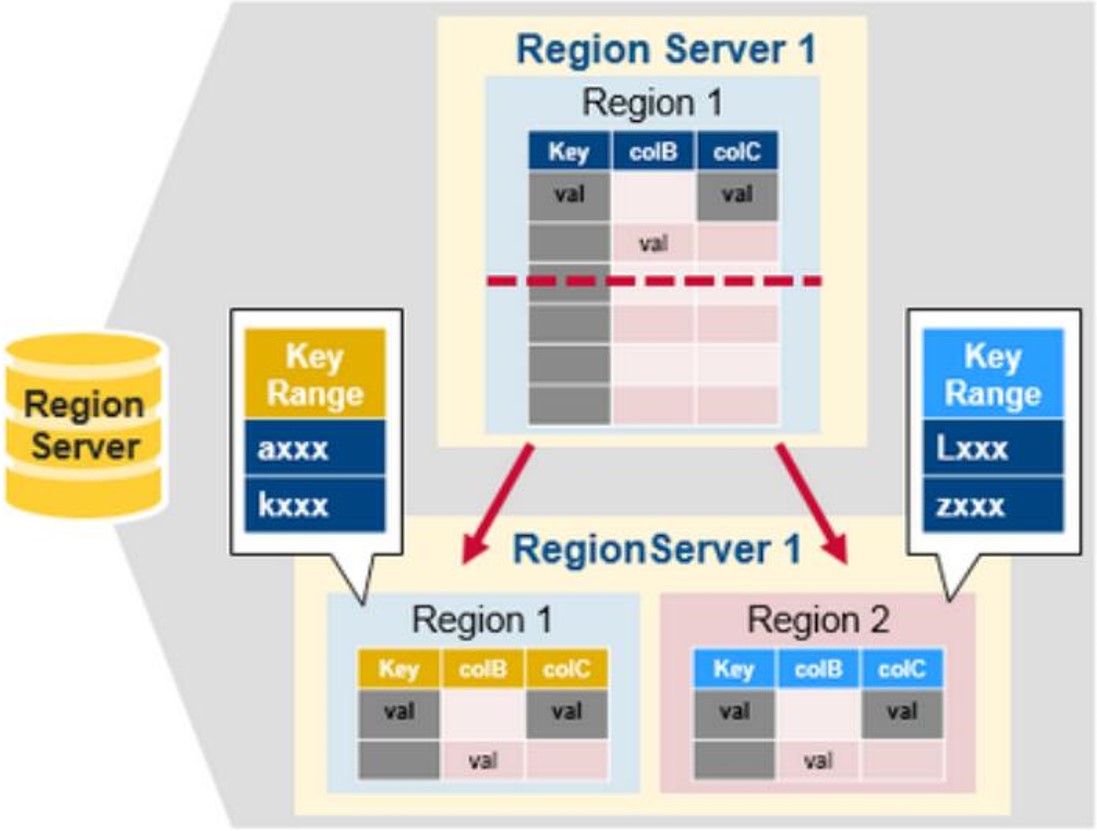 Region Server 1
Region 1
Key colB colC
val val
val
Region
Server
Key
Range
axxx
kxxx
Key
Range
Lxxx
zxxx
RegionServer 1
Region 1
Key colB colC
val val
val
Region 2
Key colB colC
val val
val